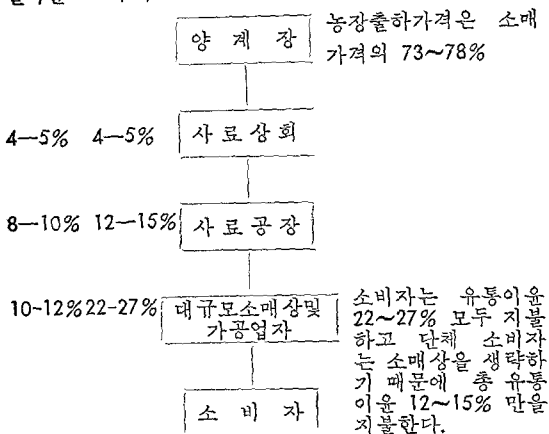 양 계 장
농장출하가격은 소매
가격의 73~78%
4—5% 4—5% 사료상회
8—10% 12—15% 사료공장
10-12% 22-27% 대규모소매상및
가공업자
소비자는 유통이윤
22~27% 모두 지불
하고 단체 소비자
는 소매상을 생략하
기 때문에 총 유통
이윤 12~15% 만을
지불한다.
소 비 자